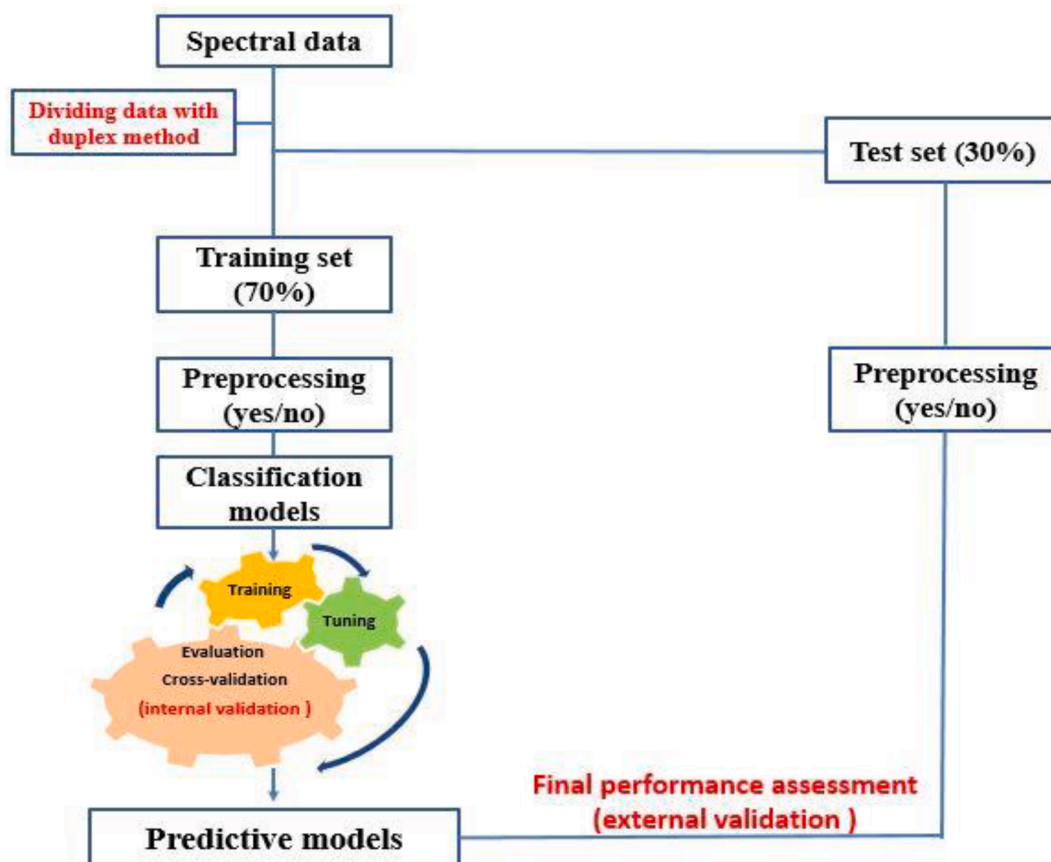 Spectral data
Dividing data with
duplex method
Test set (30%)
Training set
(70%)
Preprocessing
(yes/no)
Preprocessing
(yes/no)
Classification
models
Training
Tuning
Evaluation
Cross-validation
(internal validation )
Final performance assessment
(external validation )
Predictive models